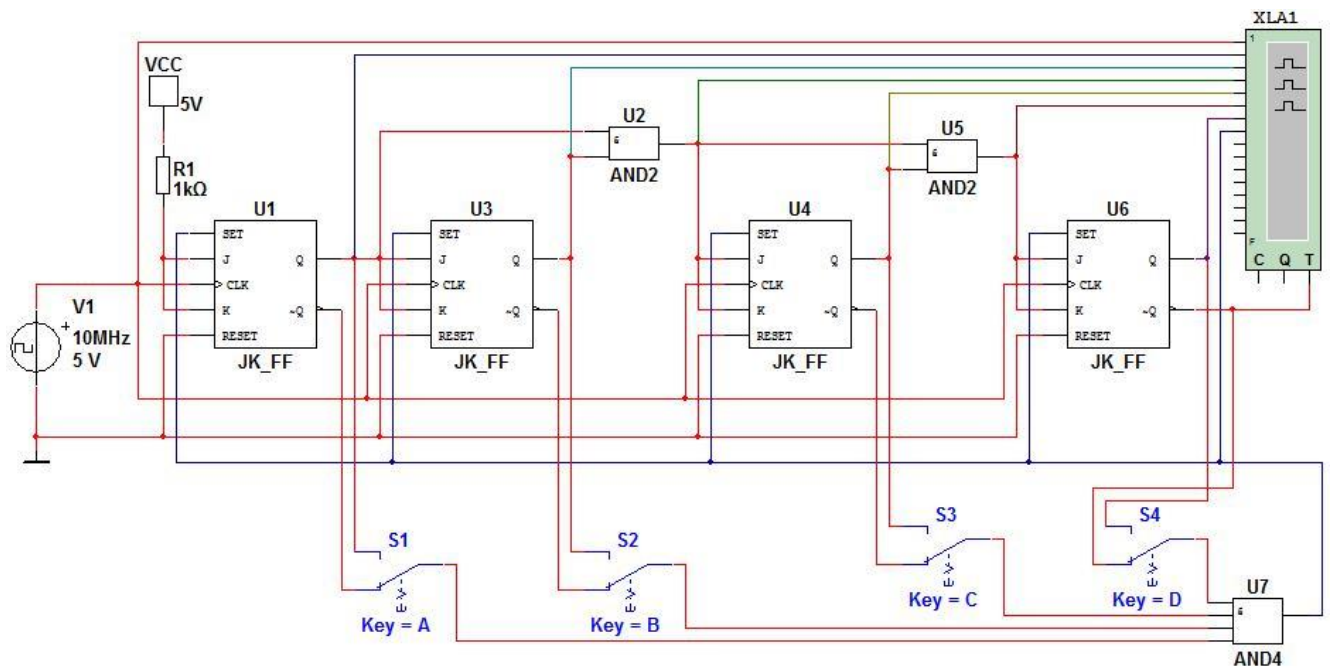 XLA1
1
F
C Q T
VCC
5V
R1
1kΩ
U2
&
AND2
U5
&
AND2
U1
SET
J Q
CLK
K ~Q
RESET
JK_FF
U3
SET
J Q
CLK
K ~Q
RESET
JK_FF
U4
SET
J Q
CLK
K ~Q
RESET
JK_FF
U6
SET
J Q
CLK
K ~Q
RESET
JK_FF
V1
+
10MHz
5 V
S1
Key = A
S2
Key = B
S3
Key = C
S4
Key = D
U7
&
AND4